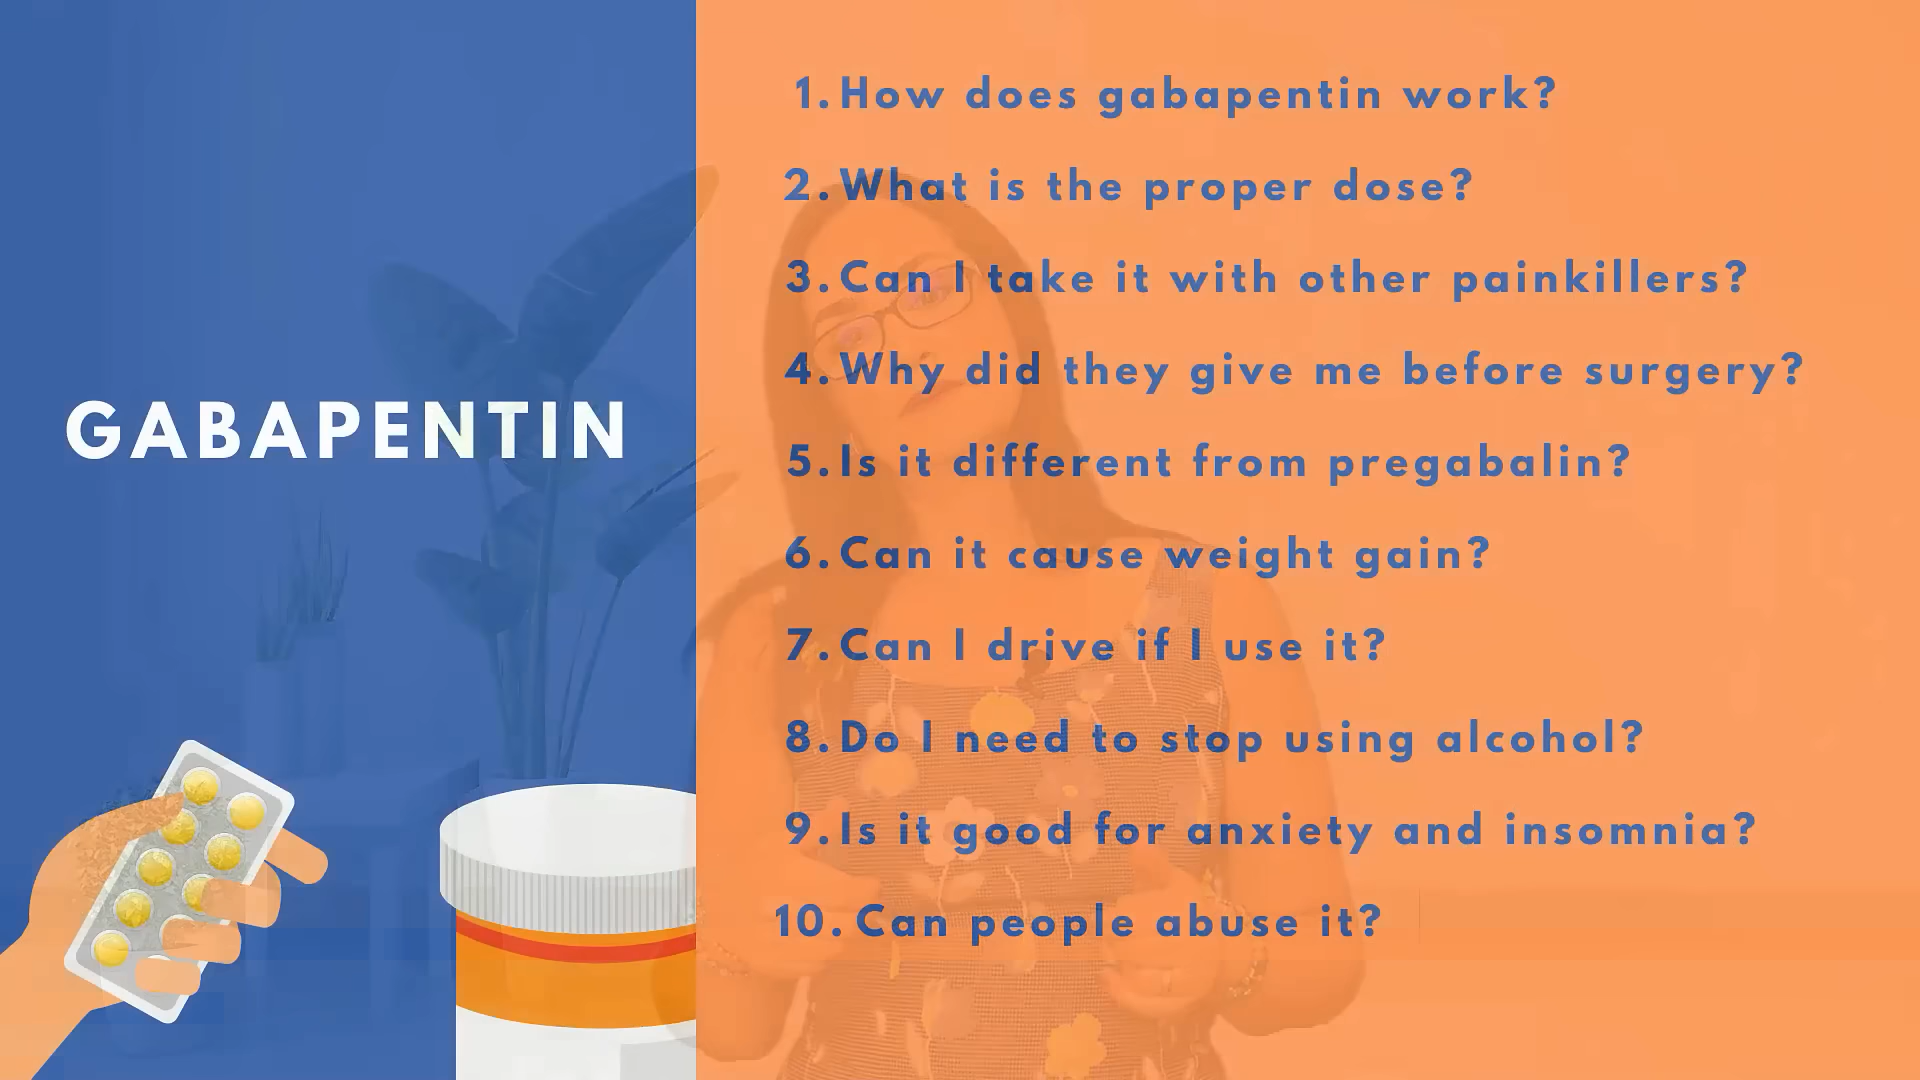 GABAPENTIN
1. How does gabapentin work?
2. What is the proper dose?
3. Can I take it with other painkillers?
4. Why did they give me before surgery?
5. Is it different from pregabalin?
6. Can it cause weight gain?
7. Can I drive if I use it?
8. Do I need to stop using alcohol?
9. Is it good for anxiety and insomnia?
10. Can people abuse it?